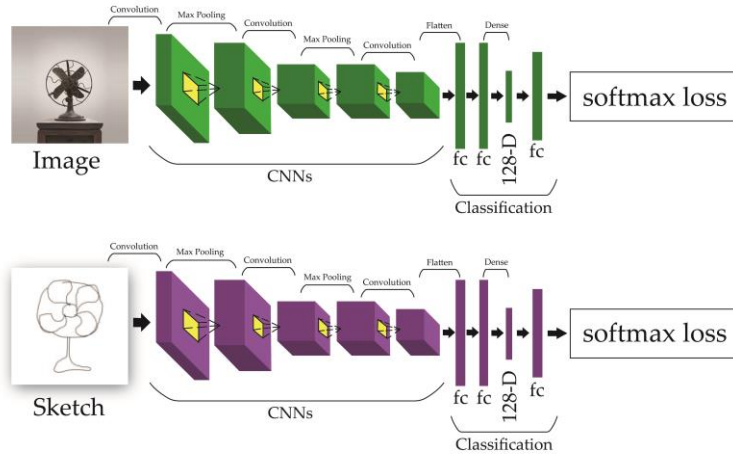 Convolution
Max Pooling
Convolution
Max Pooling
Convolution
Flatten
Dense
softmax loss
Image
CNNs
fc
fc
128-D
fc
Classification
Convolution
Max Pooling
Convolution
Max Pooling
Convolution
Flatten
Dense
softmax loss
Sketch
CNNs
fc
fc
128-D
fc
Classification